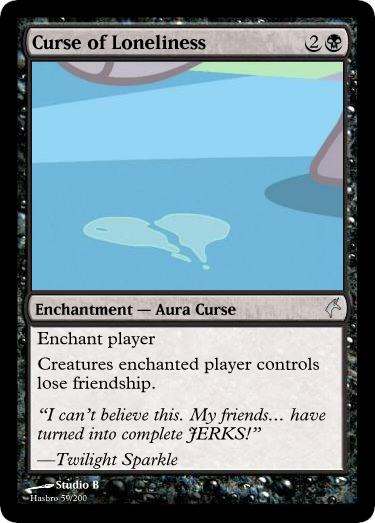 Curse of Loneliness 2
Enchantment — Aura Curse
Enchant player
Creatures enchanted player controls
lose friendship.
“I can’t believe this. My friends... have
turned into complete JERKS!”
—Twilight Sparkle
Studio B
Hasbro 59/200